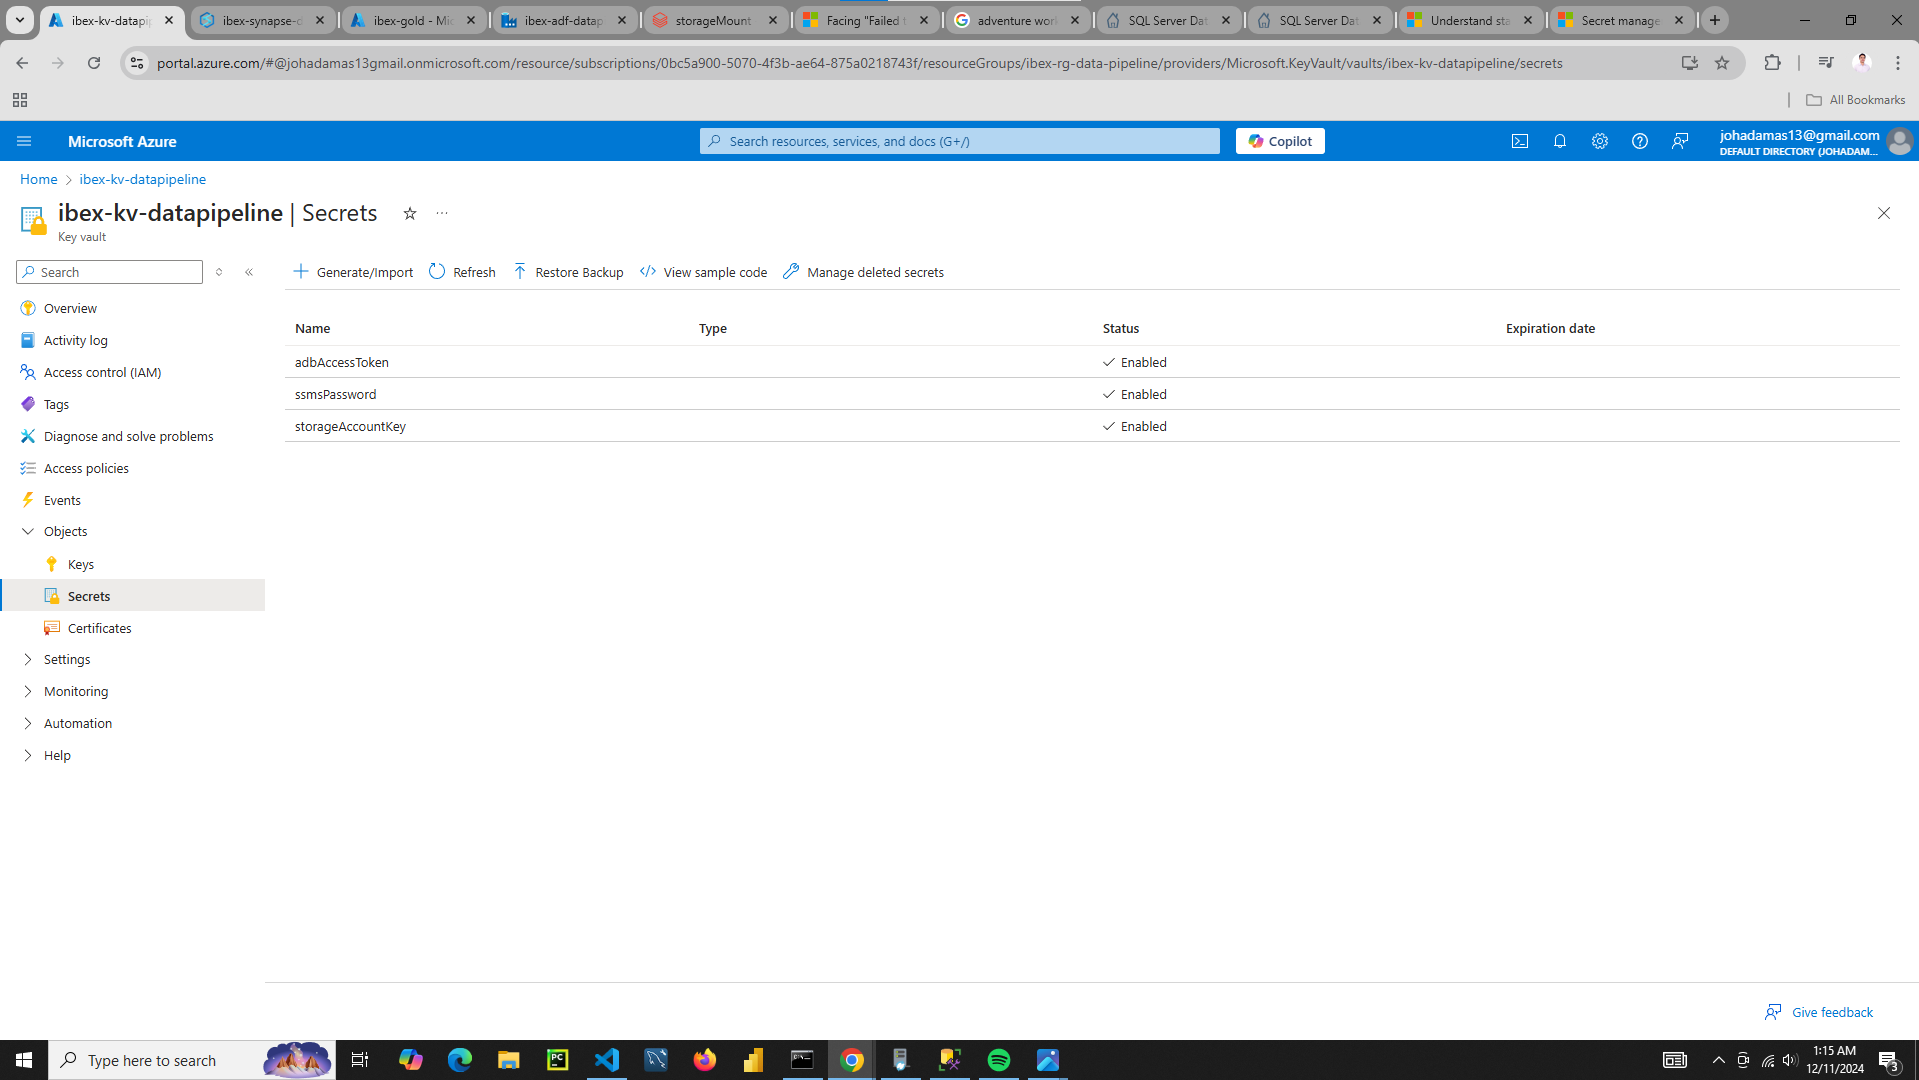 ibex-kv-datapip
ibex-synapse-d
ibex-gold - Mic
ibex-adf-datap
storageMount
Facing "Failed t
adventure work
SQL Server Dat
SQL Server Dat
Understand sta
Secret manage
portal.azure.com/#@johadamas13gmail.onmicrosoft.com/resource/subscriptions/0bc5a900-5070-4f3b-ae64-875a0218743f/resourceGroups/ibex-rg-data-pipeline/providers/Microsoft.KeyVault/vaults/ibex-kv-datapipeline/secrets
All Bookmarks
Microsoft Azure
Search resources, services, and docs (G+/)
Copilot
johadamas13@gmail.com
DEFAULT DIRECTORY (JOHADAM...
Home
ibex-kv-datapipeline
ibex-kv-datapipeline | Secrets
Key vault
Search
Generate/Import
Refresh
Restore Backup
View sample code
Manage deleted secrets
Overview
Activity log
Access control (IAM)
Tags
Diagnose and solve problems
Access policies
Events
Objects
Keys
Secrets
Certificates
Settings
Monitoring
Automation
Help
Name Type Status Expiration date
adbAccessToken Enabled
ssmsPassword Enabled
storageAccountKey Enabled
Give feedback
Type here to search
PC
1:15 AM
12/11/2024
3